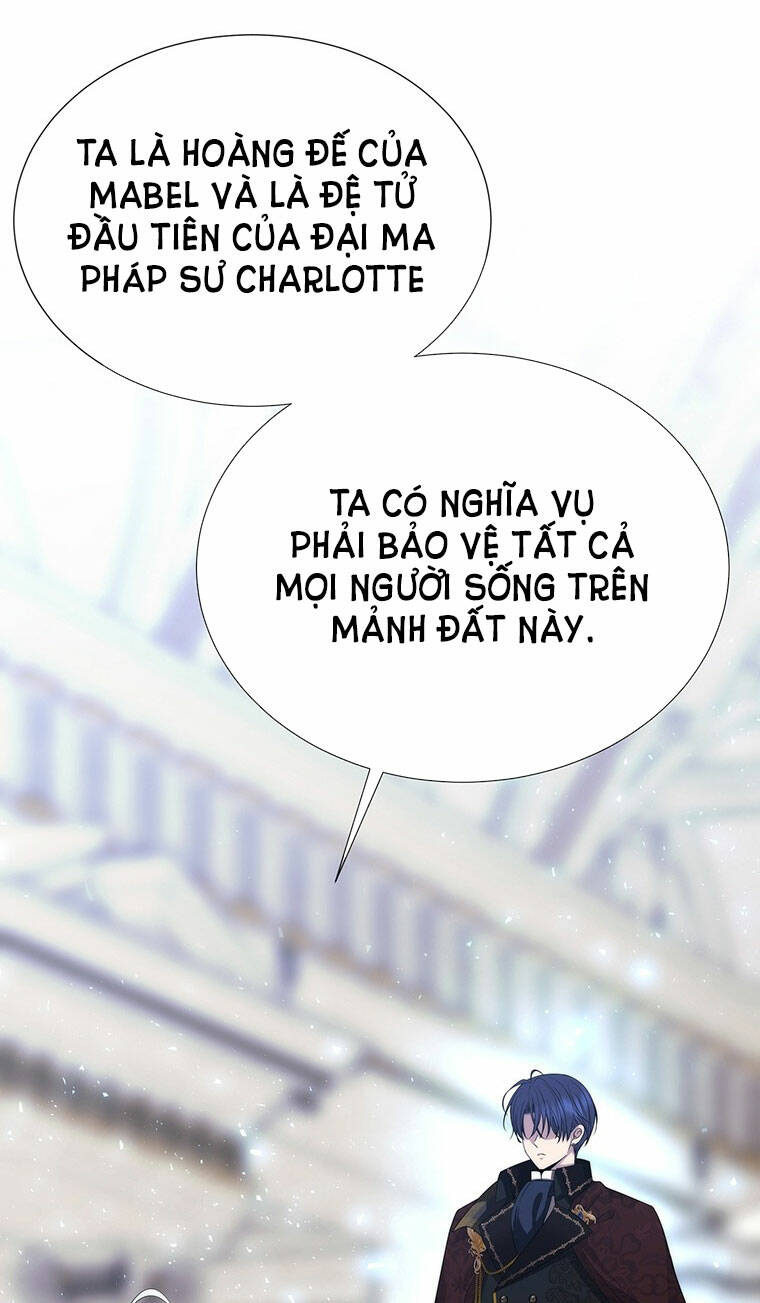 TA LÀ HOÀNG ĐẾ CỦA
MABEL VÀ LÀ ĐỆ TỬ
ĐẦU TIÊN CỦA ĐẠI MA
PHÁP SƯ CHARLOTTE
TA CÓ NGHĨA VỤ
PHẢI BẢO VỆ TẤT CẢ
MỌI NGƯỜI SỐNG TRÊN
MẢNH ĐẤT NÀY.